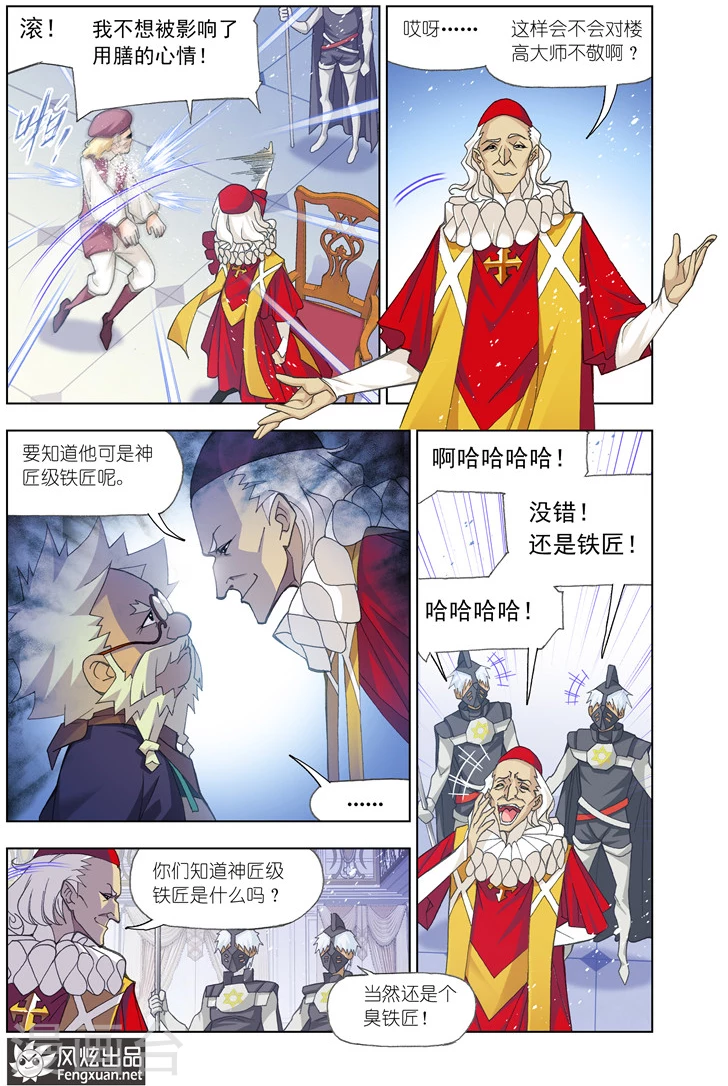 滚！
我不想被影响了
用膳的心情！
啪！
哎呀……
这样会不会对楼
高大师不敬啊？
要知道他可是神
匠级铁匠呢。
……
啊哈哈哈哈！
没错！
还是铁匠！
哈哈哈哈！
你们知道神匠级
铁匠是什么吗？
当然还是个
臭铁匠！
风炫出品
Fengxuan.net